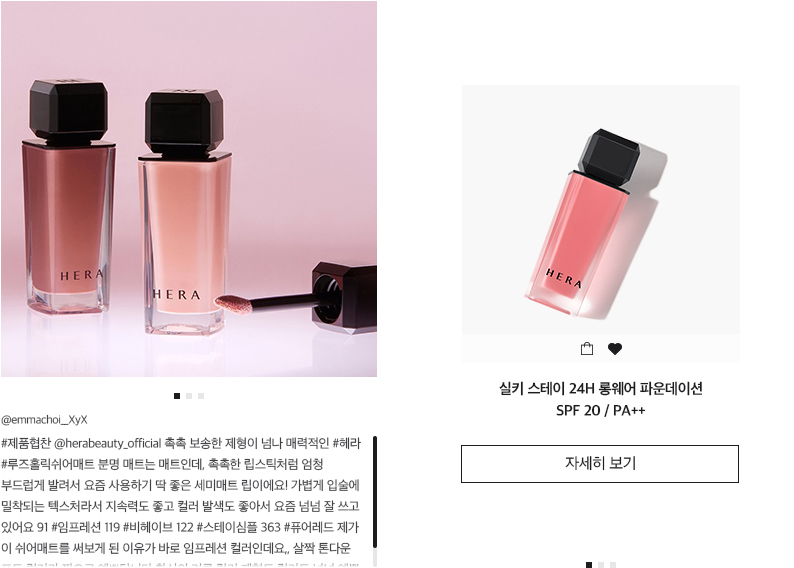 HERA
HERA
HERA
@emmachoi_XyX
#제품협찬 @herabeauty_official 촉촉 보송한 제형이 넘나 매력적인 #헤라
#루즈홀릭쉬어매트 분명 매트는 매트인데, 촉촉한 립스틱처럼 엄청
부드럽게 발려서 요즘 사용하기 딱 좋은 세미매트 립이에요! 가볍게 입술에
밀착되는 텍스처라서 지속력도 좋고 컬러 발색도 좋아서 요즘 넘넘 잘 쓰고
있어요 91 #임프레션 119 #비헤이브 122 #스테이심플 363 #퓨어레드 제가
이 쉬어매트를 써보게 된 이유가 바로 임프레션 컬러인데요,, 살짝 톤다운
실키 스테이 24H 롱웨어 파운데이션
SPF 20 / PA++
자세히 보기